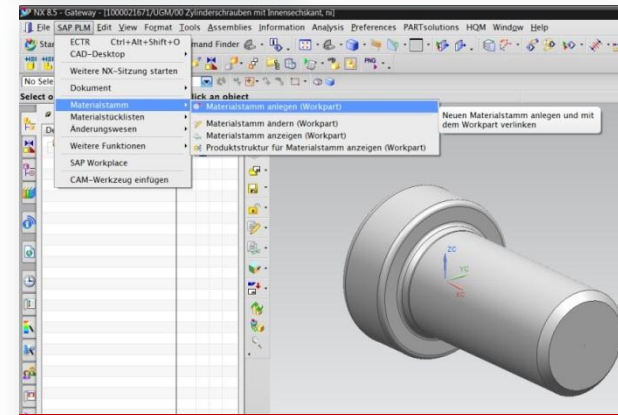 NX 8.5 - Gateway - [1000021671/UGM/00 Zylinderschrauben mit Innensechskant, ni]
File SAP PLM Edit View Format Tools Assemblies Information Analysis Preferences PARTsolutions HQM Window Help
ECTR Ctrl+Alt+Shift+O
mand Finder
CAD-Desktop
Weitere NX-Sitzung starten
Dokument
Materialstamm
Materialstamm anlegen (Workpart)
Neuen Materialstamm anlegen und mit
dem Workpart verlinken
Materialstücklisten
Materialstamm ändern (Workpart)
Änderungswesen
Materialstamm anzeigen (Workpart)
Weitere Funktionen
Produktstruktur für Materialstamm anzeigen (Workpart)
SAP Workplace
CAM-Werkzeug einfügen
No Sele
Select o
lick an object
ZC
YC
XC